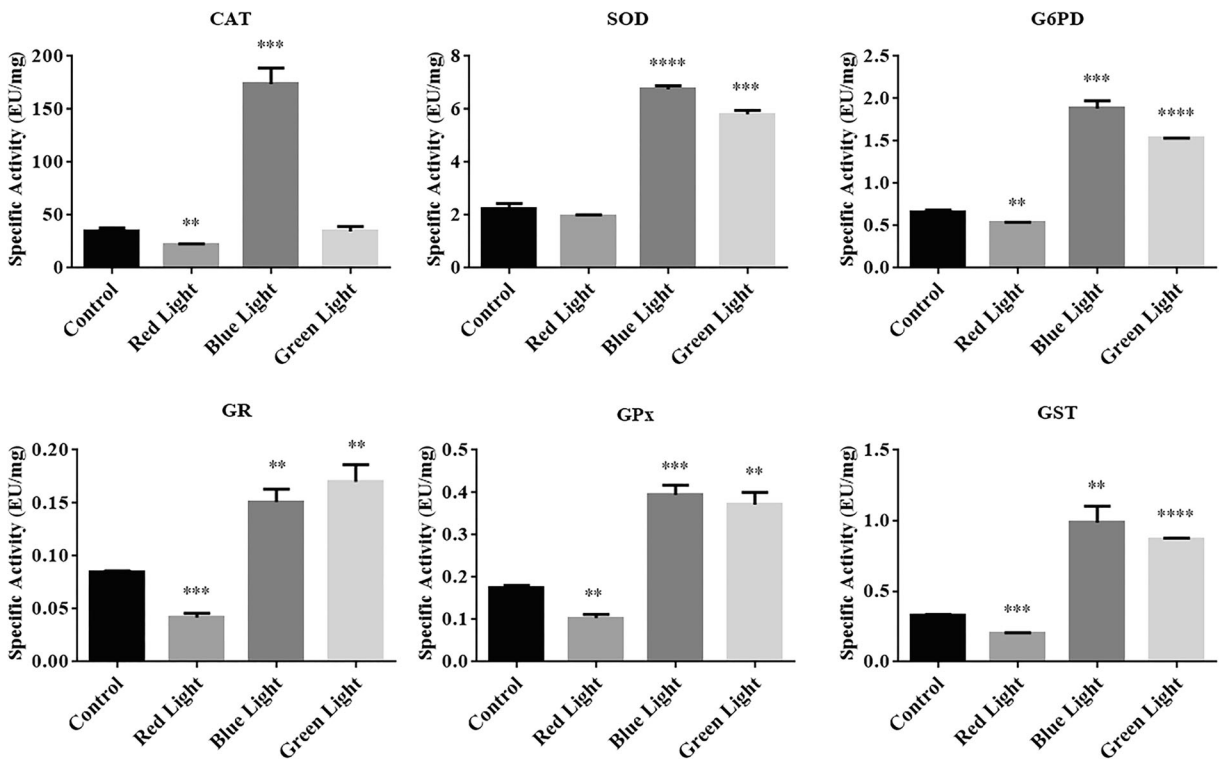 CAT
Specific Activity (EU/mg)
200
150
100
50
0
**
***
Control
Red Light
Blue Light
Green Light
SOD
Specific Activity (EU/mg)
8
6
4
2
0
****
***
Control
Red Light
Blue Light
Green Light
G6PD
Specific Activity (EU/mg)
2.5
2.0
1.5
1.0
0.5
0.0
**
***
****
Control
Red Light
Blue Light
Green Light
GR
Specific Activity (EU/mg)
0.20
0.15
0.10
0.05
0.00
***
**
**
Control
Red Light
Blue Light
Green Light
GPx
Specific Activity (EU/mg)
0.5
0.4
0.3
0.2
0.1
0.0
**
***
**
Control
Red Light
Blue Light
Green Light
GST
Specific Activity (EU/mg)
1.5
1.0
0.5
0.0
***
**
****
Control
Red Light
Blue Light
Green Light